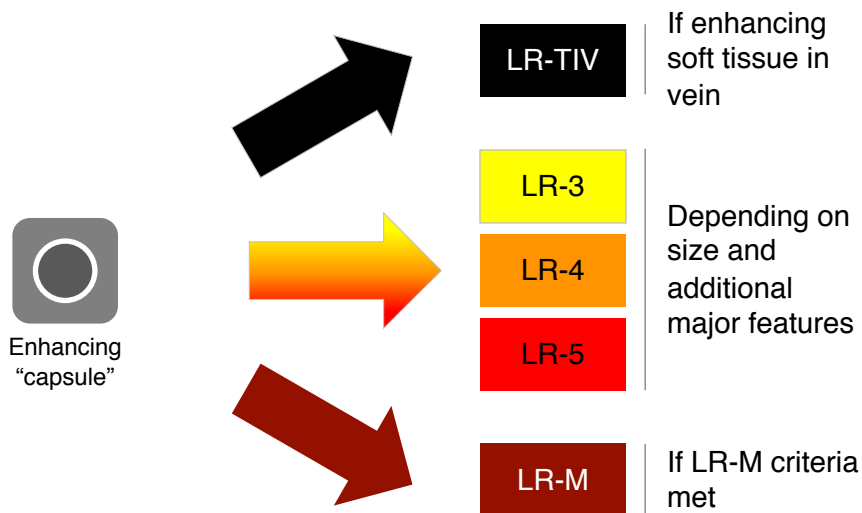 LR-TIV
If enhancing
soft tissue in
vein
LR-3
LR-4
LR-5
Depending on
size and
additional
major features
Enhancing
“capsule”
LR-M
If LR-M criteria
met